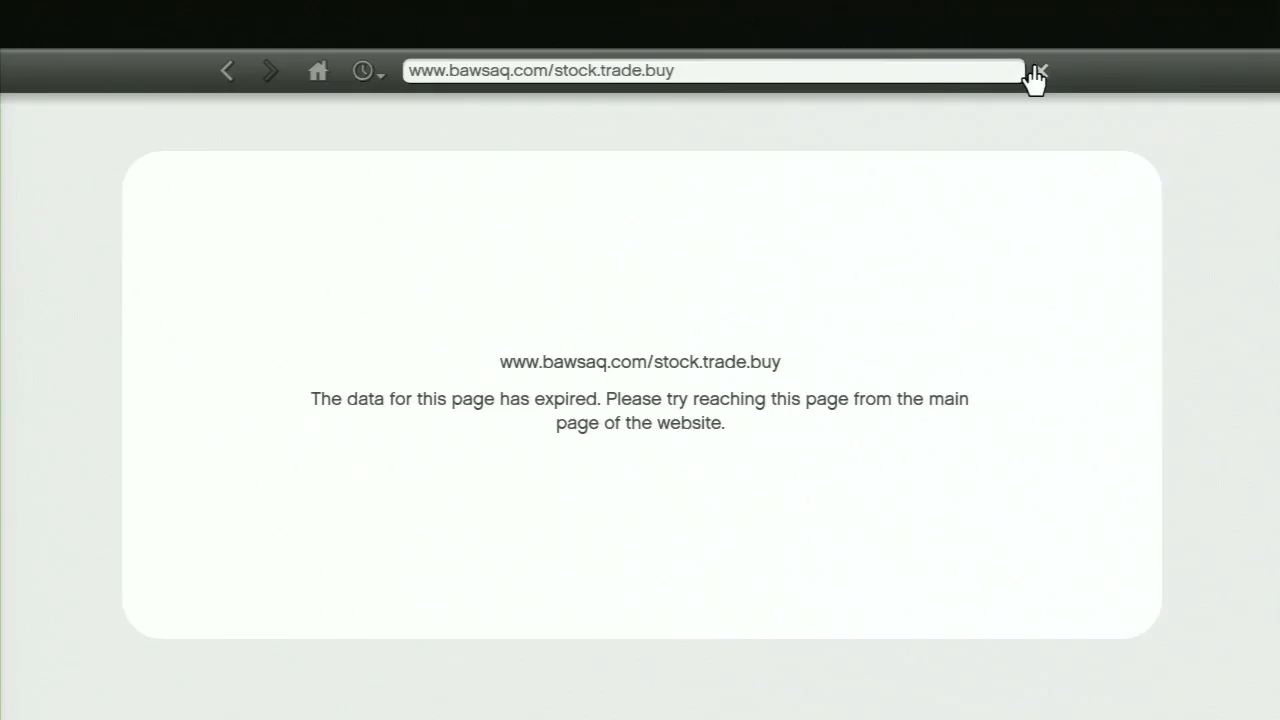 www.bawsaq.com/stock.trade.buy
www.bawsaq.com/stock.trade.buy
The data for this page has expired. Please try reaching this page from the main
page of the website.